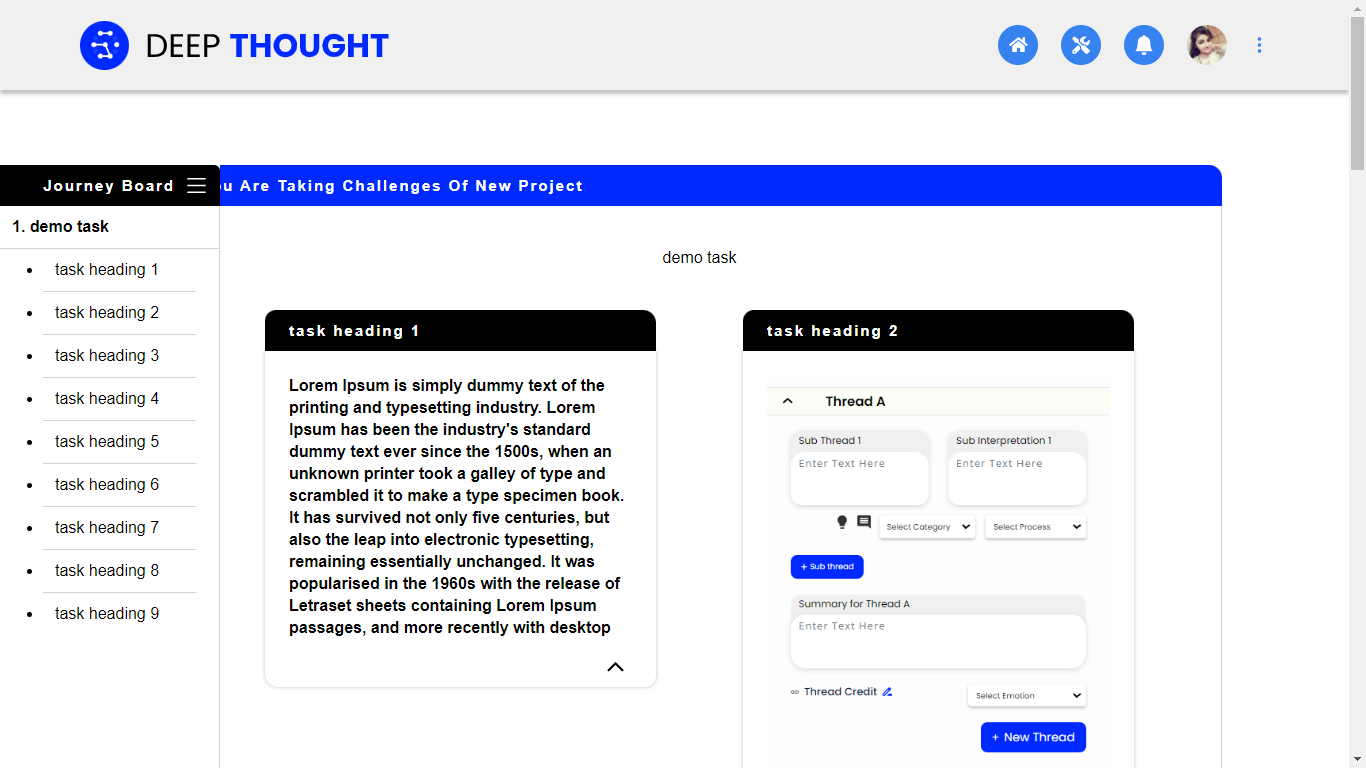 DEEP THOUGHT
Journey Board
u Are Taking Challenges Of New Project
1. demo task
task heading 1
task heading 2
task heading 3
task heading 4
task heading 5
task heading 6
task heading 7
task heading 8
task heading 9
demo task
task heading 1
Lorem Ipsum is simply dummy text of the
printing and typesetting industry. Lorem
Ipsum has been the industry's standard
dummy text ever since the 1500s, when an
unknown printer took a galley of type and
scrambled it to make a type specimen book.
It has survived not only five centuries, but
also the leap into electronic typesetting,
remaining essentially unchanged. It was
popularised in the 1960s with the release of
Letraset sheets containing Lorem Ipsum
passages, and more recently with desktop
task heading 2
Thread A
Sub Thread 1
Enter Text Here
Sub Interpretation 1
Enter Text Here
Select Category
Select Process
+ Sub thread
Summary for Thread A
Enter Text Here
Thread Credit
Select Emotion
+ New Thread